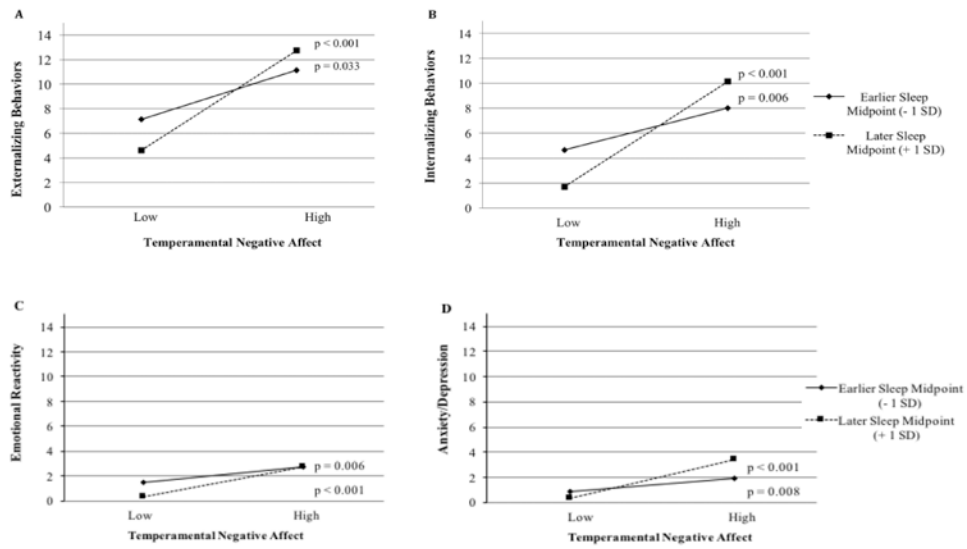 A
14
12
10
8
6
4
2
0
Externalizing Behaviors
p < 0.001
p = 0.033
Low
High
Temperamental Negative Affect
B
14
12
10
8
6
4
2
0
Internalizing Behaviors
p < 0.001
p = 0.006
Low
High
Temperamental Negative Affect
Earlier Sleep
Midpoint (- 1 SD)
Later Sleep
Midpoint (+ 1 SD)
C
14
12
10
8
6
4
2
0
Emotional Reactivity
p = 0.006
p < 0.001
Low
High
Temperamental Negative Affect
D
14
12
10
8
6
4
2
0
Anxiety/Depression
p < 0.001
p = 0.008
Low
High
Temperamental Negative Affect
Earlier Sleep Midpoint
(- 1 SD)
Later Sleep Midpoint
(+ 1 SD)